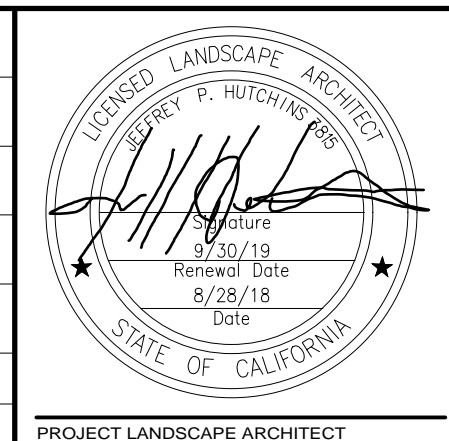 LICENSED LANDSCAPE ARCHITECT
JEFFREY P. HUTCHINS 3815
Signature
9/30/19
Renewal Date
8/28/18
Date
STATE OF CALIFORNIA
PROJECT LANDSCAPE ARCHITECT